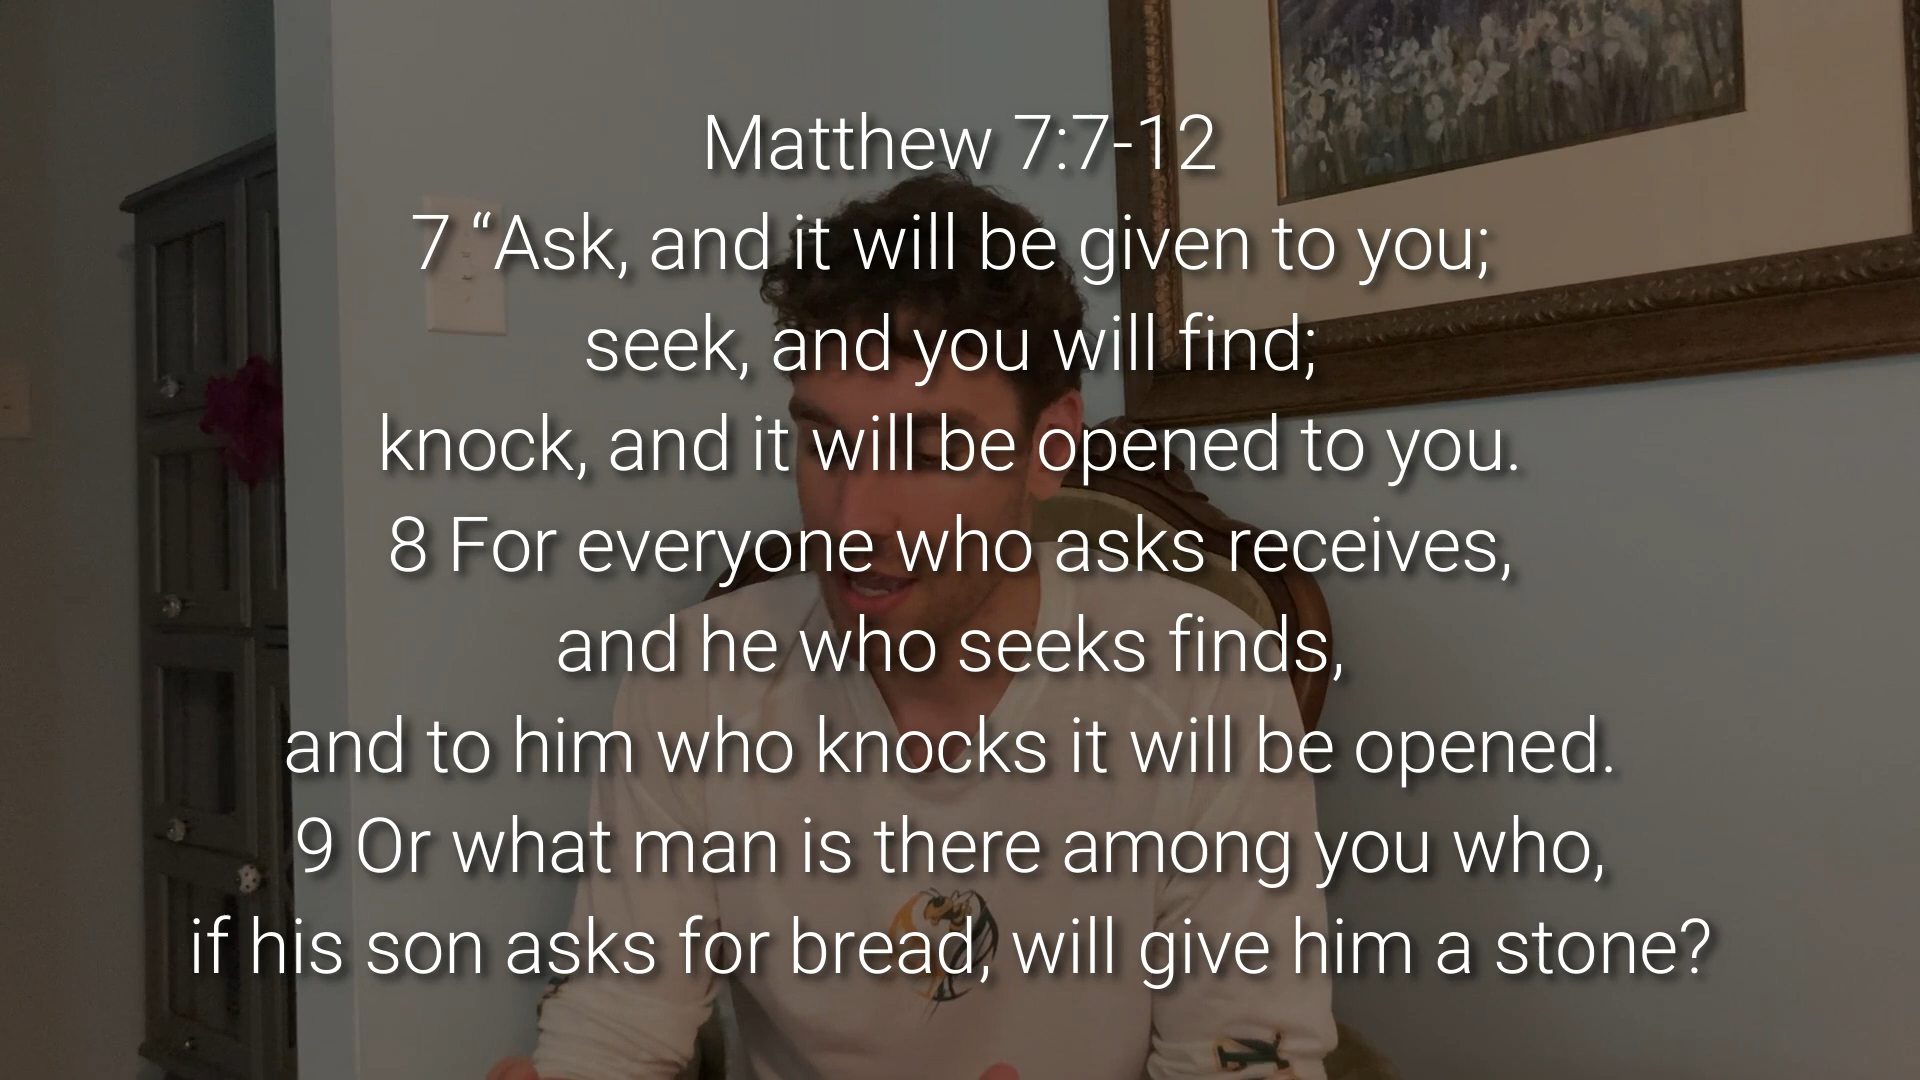 Matthew 7:7-12
7 “Ask, and it will be given to you;
seek, and you will find;
knock, and it will be opened to you.
8 For everyone who asks receives,
and he who seeks finds,
and to him who knocks it will be opened.
9 Or what man is there among you who,
if his son asks for bread, will give him a stone?